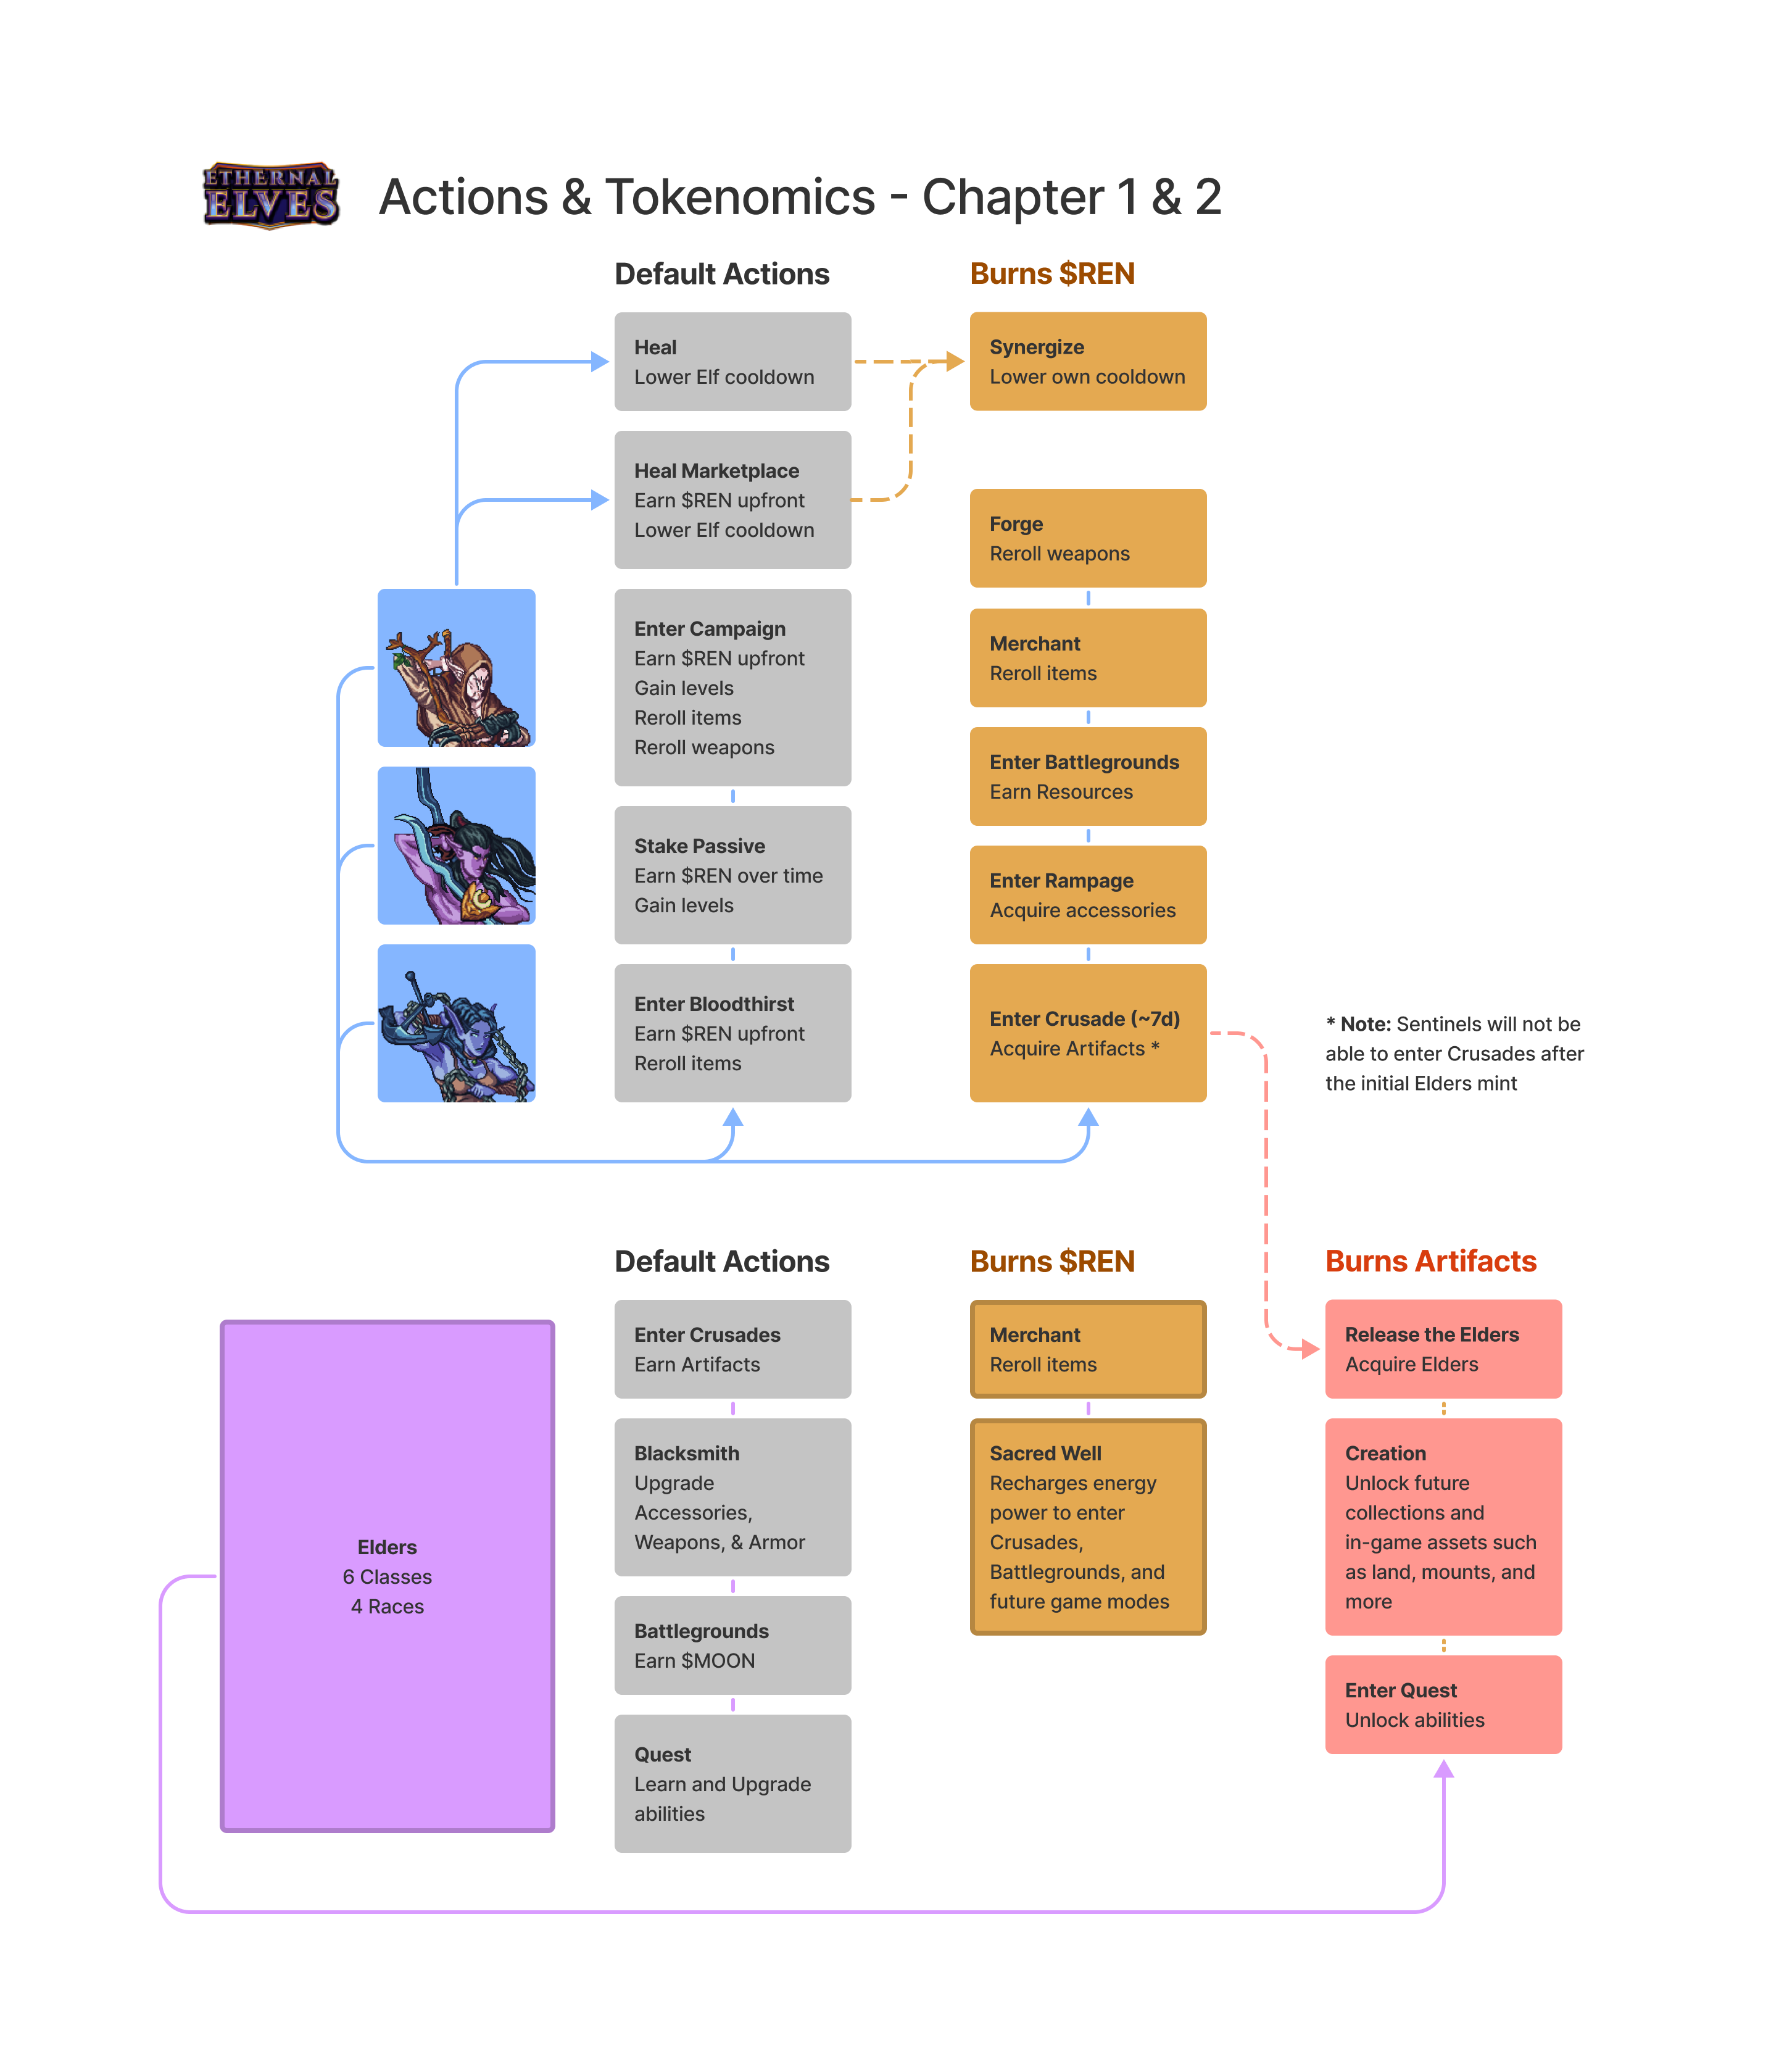 ETHERNAL
ELVES
Actions & Tokenomics - Chapter 1 & 2
Default Actions
Heal
Lower Elf cooldown
Heal Marketplace
Earn $REN upfront
Lower Elf cooldown
Enter Campaign
Earn $REN upfront
Gain levels
Reroll items
Reroll weapons
Stake Passive
Earn $REN over time
Gain levels
Enter Bloodthirst
Earn $REN upfront
Reroll items
Burns $REN
Synergize
Lower own cooldown
Forge
Reroll weapons
Merchant
Reroll items
Enter Battlegrounds
Earn Resources
Enter Rampage
Acquire accessories
Enter Crusade (~7d)
Acquire Artifacts *
* Note: Sentinels will not be
able to enter Crusades after
the initial Elders mint
Elders
6 Classes
4 Races
Default Actions
Enter Crusades
Earn Artifacts
Blacksmith
Upgrade
Accessories,
Weapons, & Armor
Battlegrounds
Earn $MOON
Quest
Learn and Upgrade
abilities
Burns $REN
Merchant
Reroll items
Sacred Well
Recharges energy
power to enter
Crusades,
Battlegrounds, and
future game modes
Burns Artifacts
Release the Elders
Acquire Elders
Creation
Unlock future
collections and
in-game assets such
as land, mounts, and
more
Enter Quest
Unlock abilities